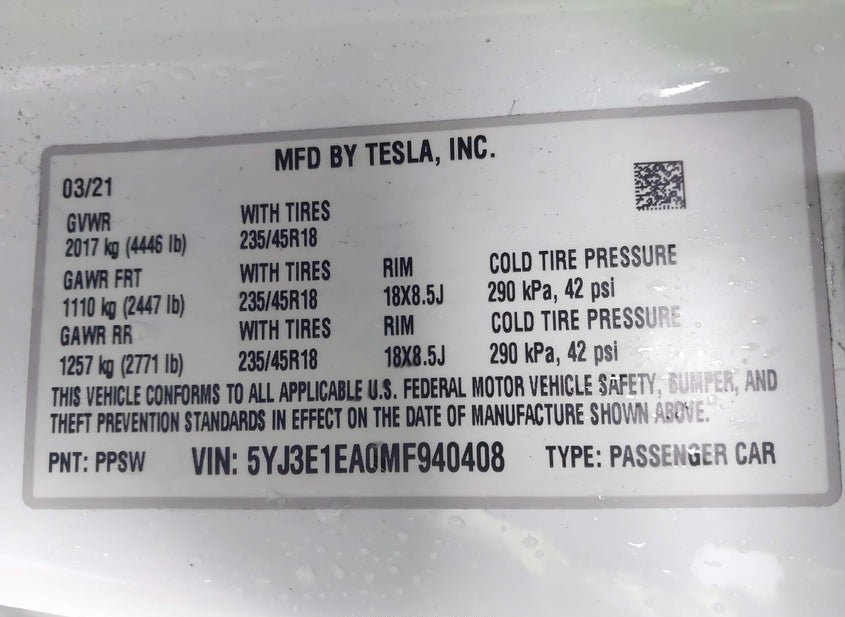 MFD BY TESLA, INC.
03/21
GVWR WITH TIRES
2017 kg (4446 lb) 235/45R18
GAWR FRT WITH TIRES RIM COLD TIRE PRESSURE
1110 kg (2447 lb) 235/45R18 18X8.5J 290 kPa, 42 psi
GAWR RR WITH TIRES RIM COLD TIRE PRESSURE
1257 kg (2771 lb) 235/45R18 18X8.5J 290 kPa, 42 psi
THIS VEHICLE CONFORMS TO ALL APPLICABLE U.S. FEDERAL MOTOR VEHICLE SAFETY, BUMPER, AND
THEFT PREVENTION STANDARDS IN EFFECT ON THE DATE OF MANUFACTURE SHOWN ABOVE.
PNT: PPSW VIN: 5YJ3E1EA0MF940408 TYPE: PASSENGER CAR